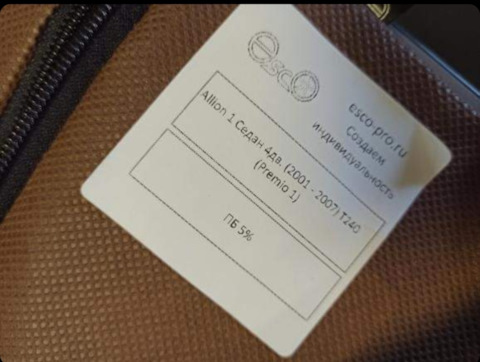 esco
esco-pro.ru
Создаем
индивидуальность
Allion 1 Седан 4дв. (2001 - 2007) T240
(Premio 1)
ПБ 5%